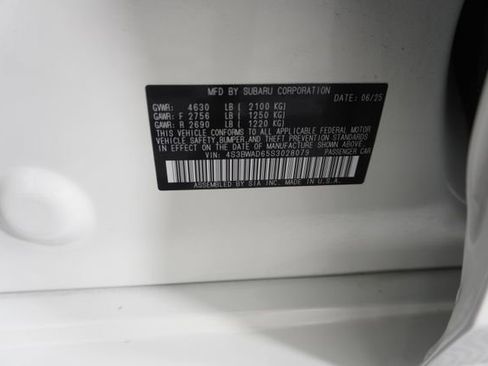 MFD BY SUBARU CORPORATION
DATE: 06/25
GVWR: 4630 LB ( 2100 KG)
GAWR: F 2756 LB ( 1250 KG)
GAWR: R 2690 LB ( 1220 KG)
THIS VEHICLE CONFORMS TO ALL APPLICABLE FEDERAL MOTOR
VEHICLE SAFETY, BUMPER, AND THEFT PREVENTION STANDARDS
IN EFFECT ON THE DATE OF MANUFACTURE SHOWN ABOVE.
VIN: 4S3BWAD65S3028079 PASSENGER CAR
ASSEMBLED BY SIA INC. MADE IN U.S.A.